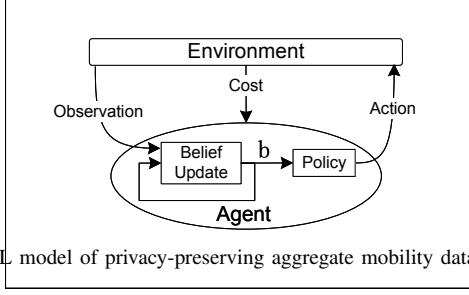 Environment
Cost
Observation
Action
Belief
Update
b
Policy
Agent
L model of privacy-preserving aggregate mobility data